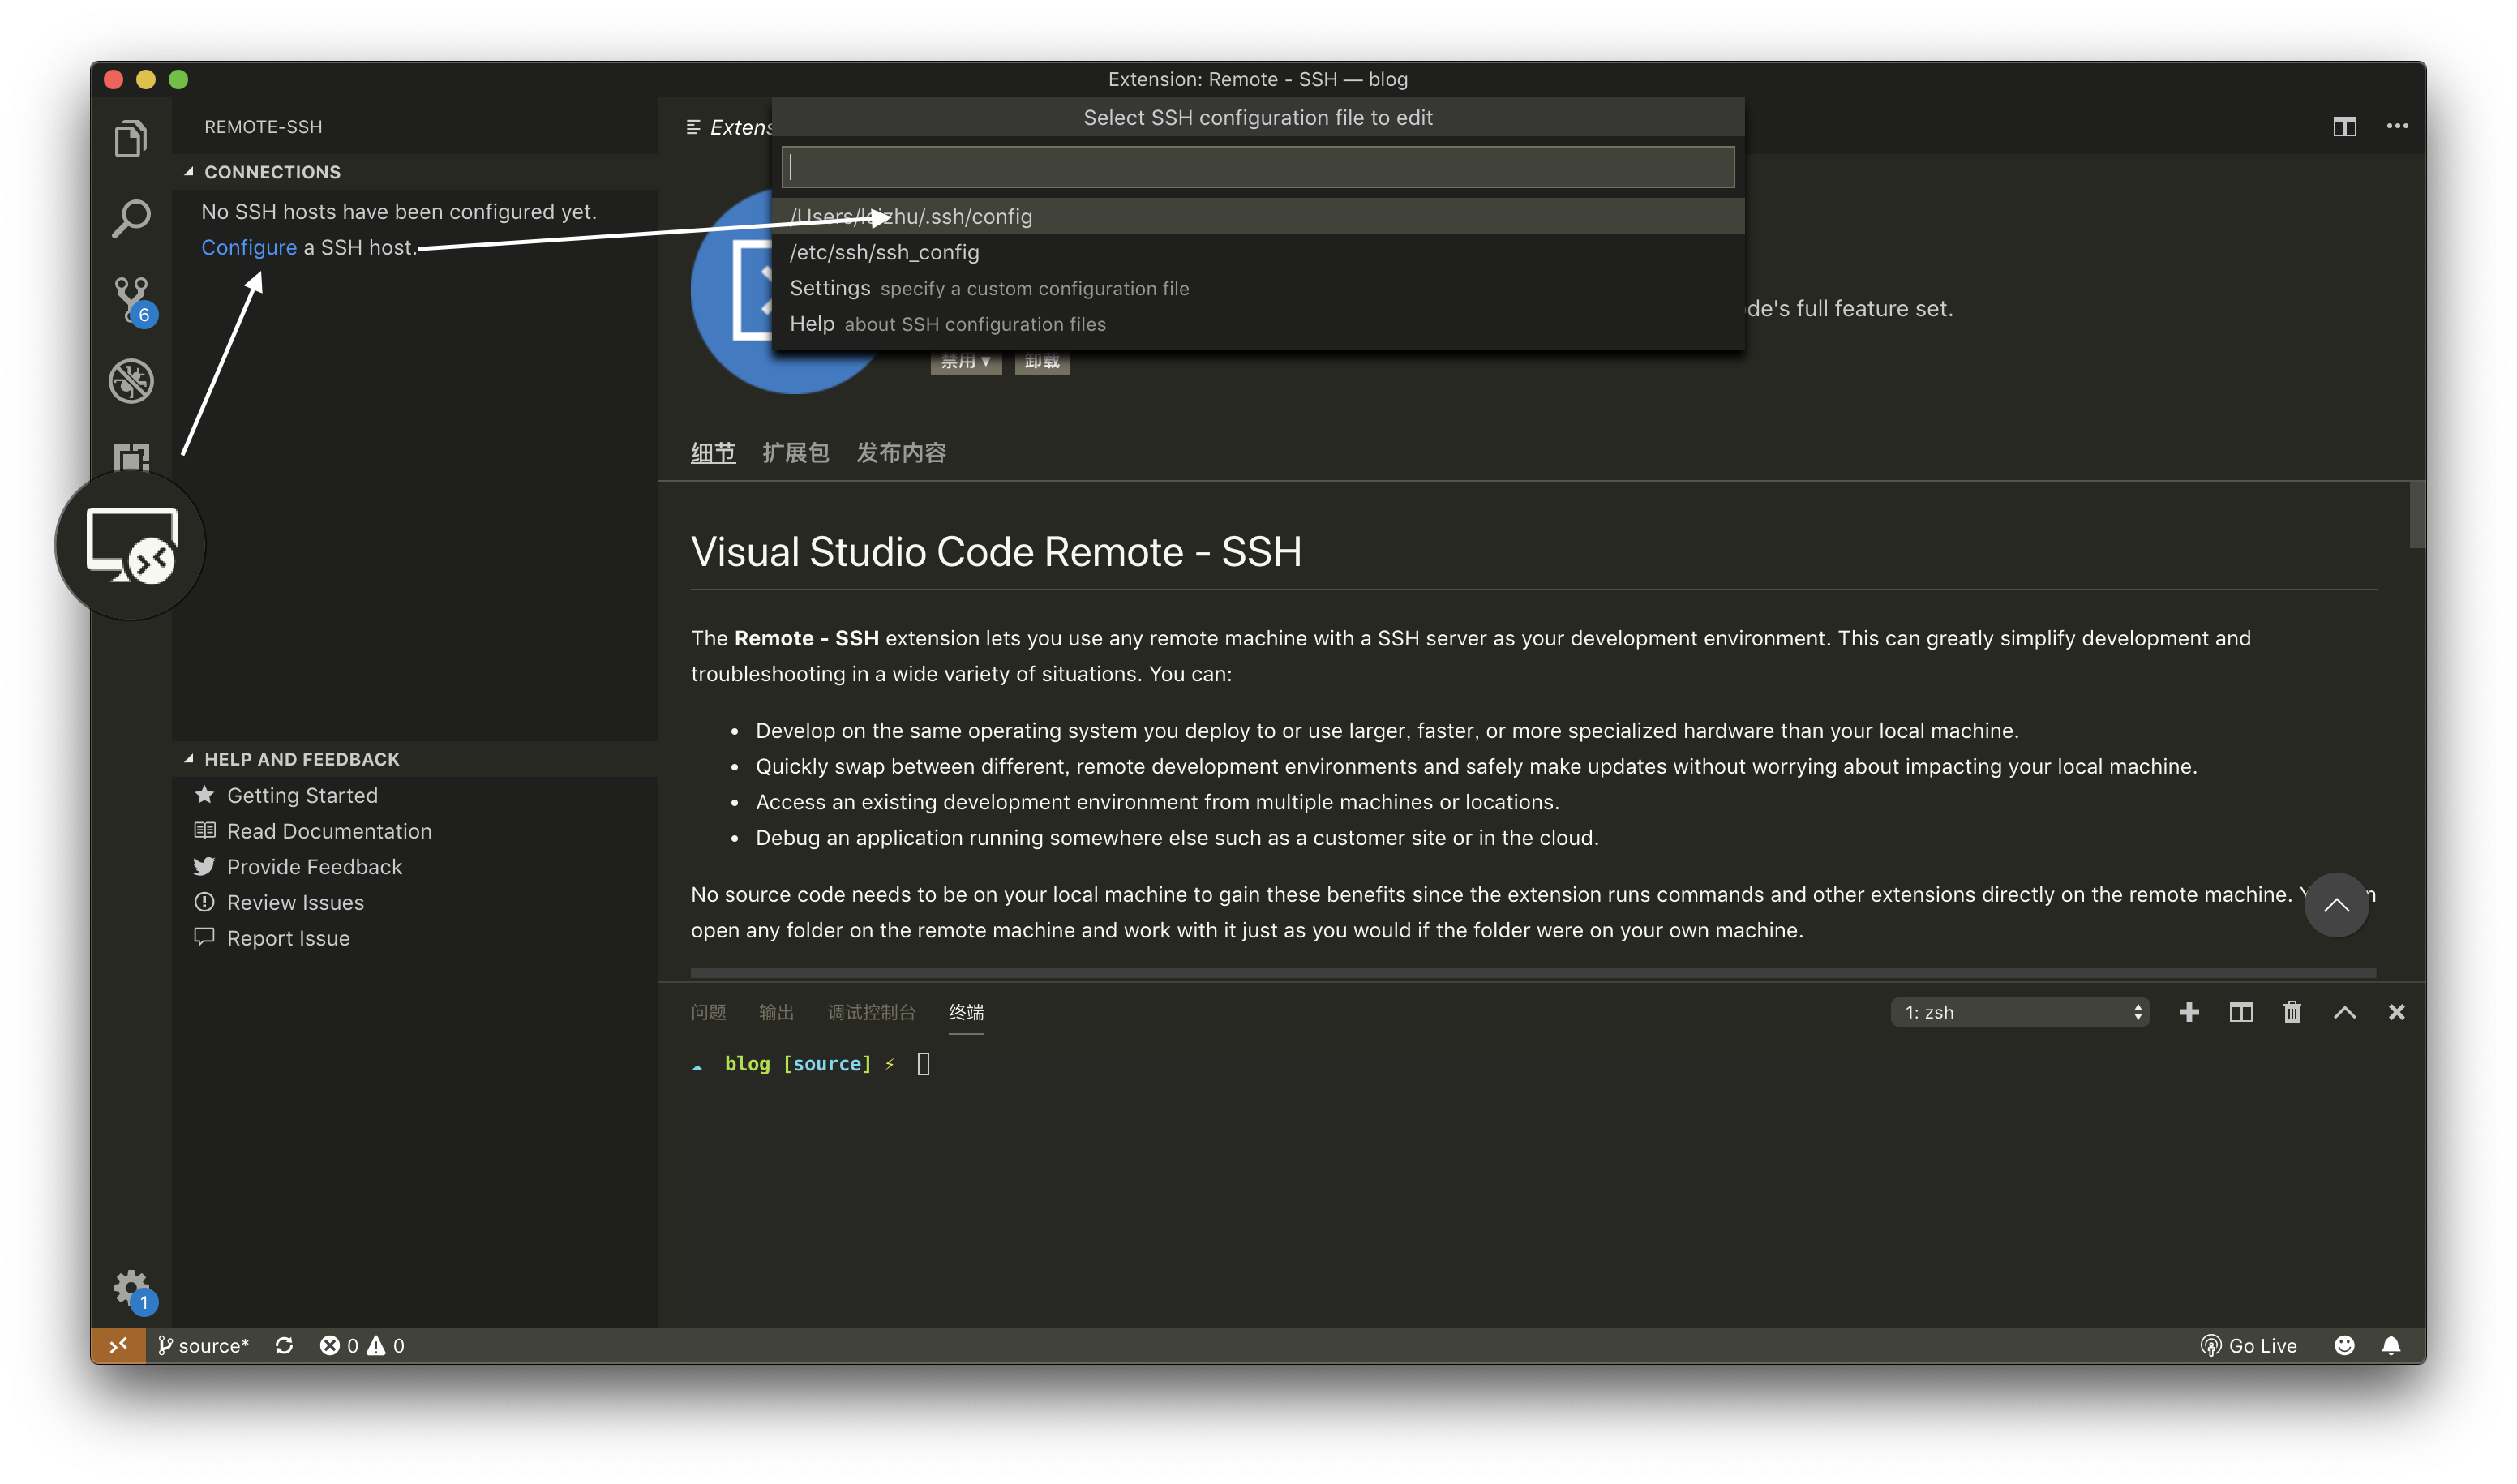 Extension: Remote - SSH — blog
REMOTE-SSH
CONNECTIONS
No SSH hosts have been configured yet.
Configure a SSH host.
6
Select SSH configuration file to edit
/.ssh/config
/etc/ssh/ssh_config
Settings specify a custom configuration file
Help about SSH configuration files
full feature set.
禁用 ▼ 卸载
细节 扩展包 发布内容
Visual Studio Code Remote - SSH
The Remote - SSH extension lets you use any remote machine with a SSH server as your development environment. This can greatly simplify development and
troubleshooting in a wide variety of situations. You can:
• Develop on the same operating system you deploy to or use larger, faster, or more specialized hardware than your local machine.
• Quickly swap between different, remote development environments and safely make updates without worrying about impacting your local machine.
• Access an existing development environment from multiple machines or locations.
• Debug an application running somewhere else such as a customer site or in the cloud.
No source code needs to be on your local machine to gain these benefits since the extension runs commands and other extensions directly on the remote machine.
open any folder on the remote machine and work with it just as you would if the folder were on your own machine.
HELP AND FEEDBACK
Getting Started
Read Documentation
Provide Feedback
Review Issues
Report Issue
问题 输出 调试控制台 终端
1: zsh
blog [source] ⚡
1
source* 0 0
Go Live